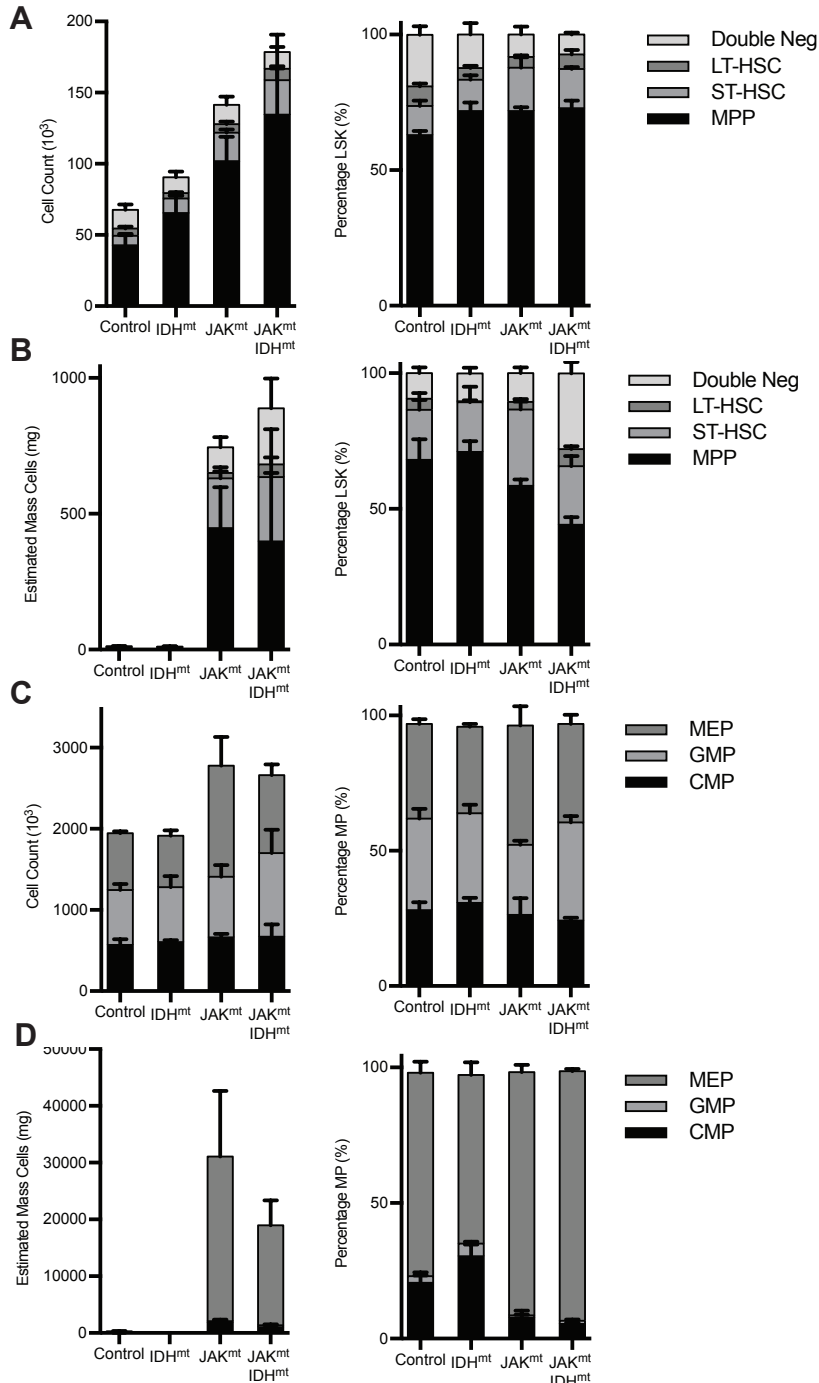 A
Cell Count (10³)
200
150
100
50
0
Control IDHᵐᵗ JAKᵐᵗ JAKᵐᵗ
IDHᵐᵗ
Percentage LSK (%)
100
50
0
Control IDHᵐᵗ JAKᵐᵗ JAKᵐᵗ
IDHᵐᵗ
Double Neg
LT-HSC
ST-HSC
MPP
B
Estimated Mass Cells (mg)
1000
500
0
Control IDHᵐᵗ JAKᵐᵗ JAKᵐᵗ
IDHᵐᵗ
Percentage LSK (%)
100
50
0
Control IDHᵐᵗ JAKᵐᵗ JAKᵐᵗ
IDHᵐᵗ
Double Neg
LT-HSC
ST-HSC
MPP
C
Cell Count (10³)
3000
2000
1000
0
Control IDHᵐᵗ JAKᵐᵗ JAKᵐᵗ
IDHᵐᵗ
Percentage MP (%)
100
50
0
Control IDHᵐᵗ JAKᵐᵗ JAKᵐᵗ
IDHᵐᵗ
MEP
GMP
CMP
D
Estimated Mass Cells (mg)
50000
40000
30000
20000
10000
0
Control IDHᵐᵗ JAKᵐᵗ JAKᵐᵗ
IDHᵐᵗ
Percentage MP (%)
100
50
0
Control IDHᵐᵗ JAKᵐᵗ JAKᵐᵗ
IDHᵐᵗ
MEP
GMP
CMP